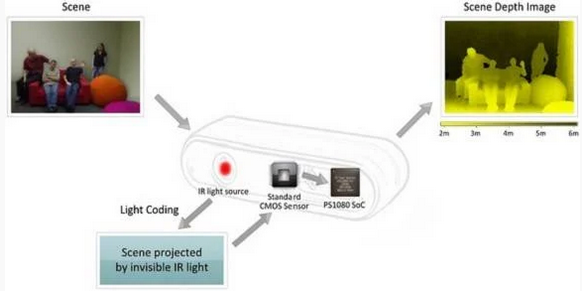 Scene
Scene Depth Image
2m 3m 4m 5m 6m
IR light source
Standard
CMOS Sensor
PS1080 SoC
Light Coding
Scene projected
by invisible IR light